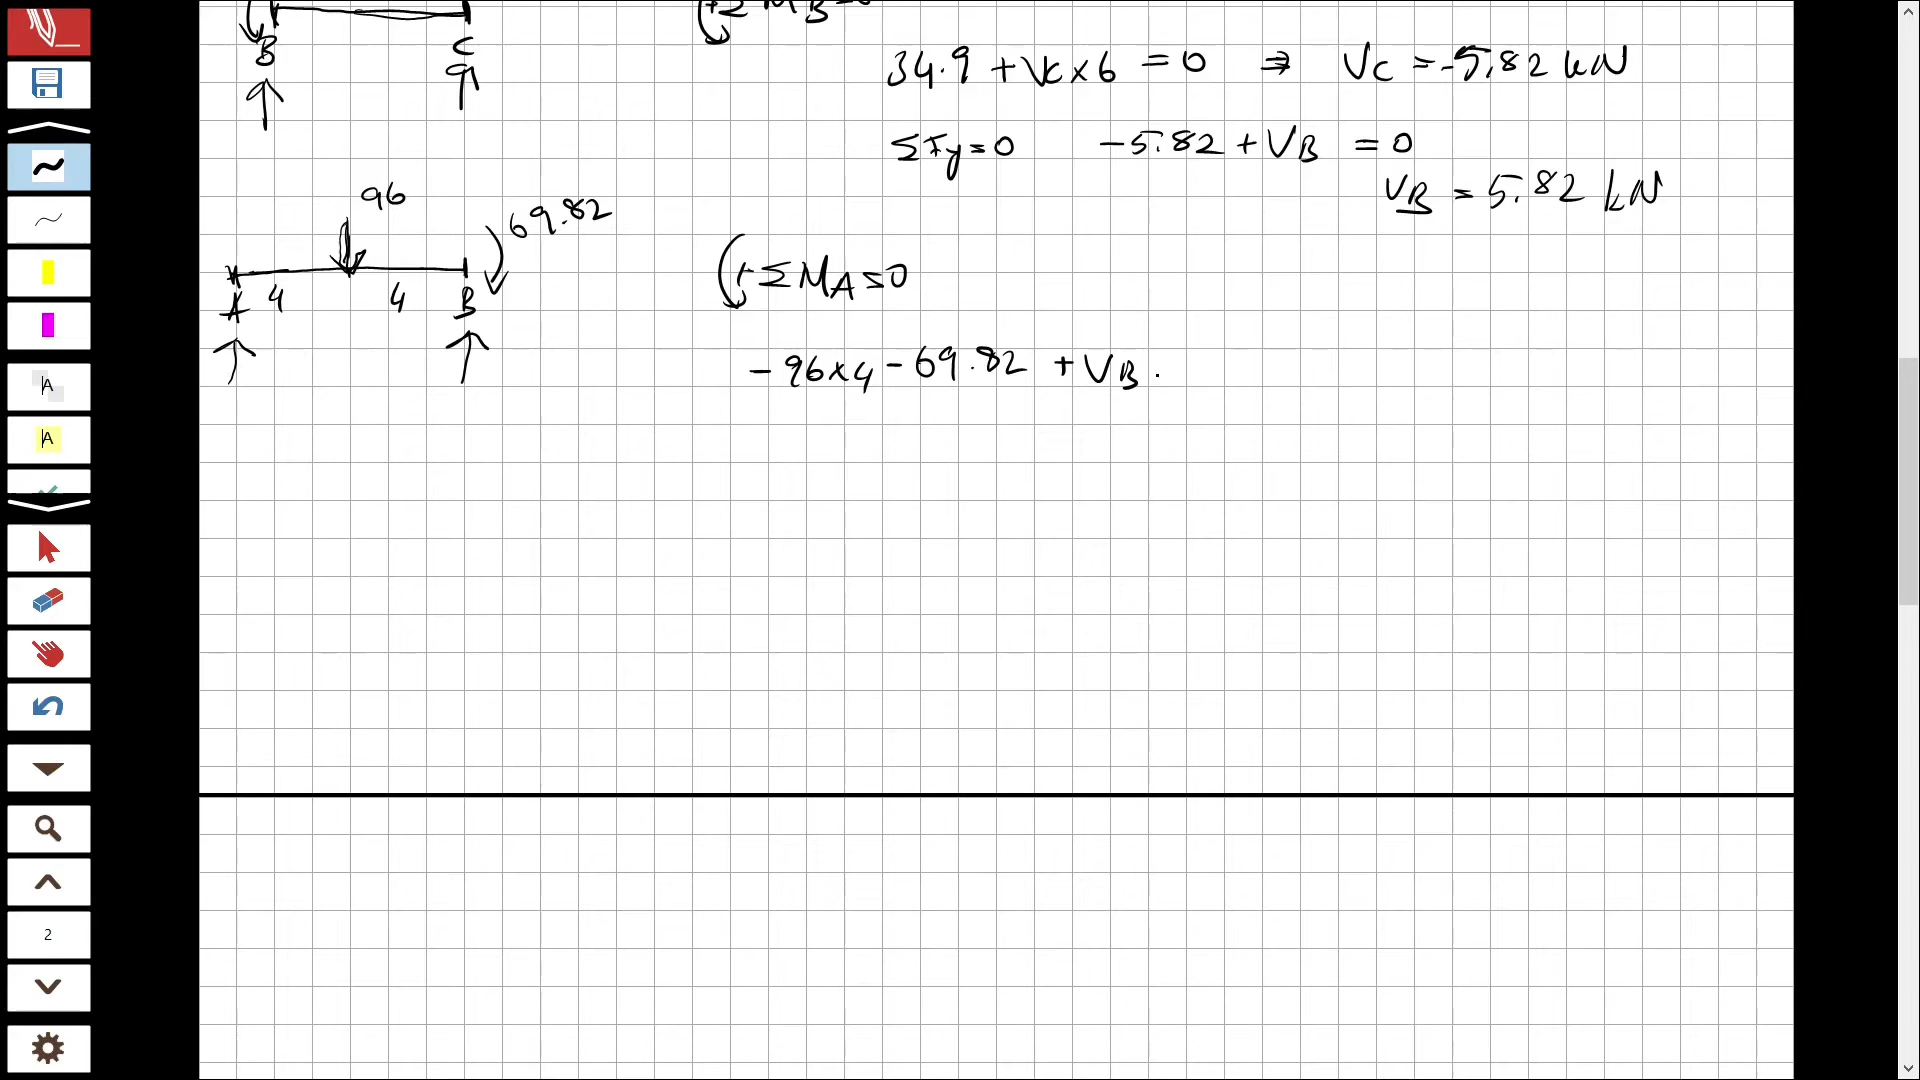 B
C
34.9 + Vc x 6 = 0 ⇒ Vc = -5.82 kN
ΣFy = 0 -5.82 + VB = 0
VB = 5.82 kN
96
69.82
A 4 4 B
+ΣMA = 0
- 96 x 4 - 69.82 + VB .
A
A
2